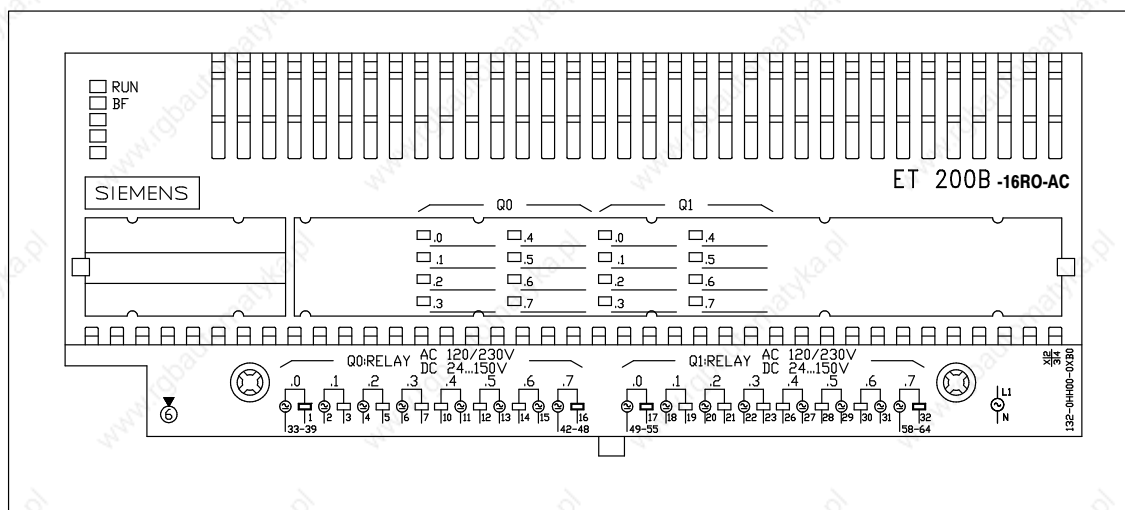 RUN
BF
SIEMENS
ET 200B -16RO-AC
Q0 Q1
.0 .4 .0 .4
.1 .5 .1 .5
.2 .6 .2 .6
.3 .7 .3 .7
Q0:RELAY AC 120/230V
DC 24...150V
Q1:RELAY AC 120/230V
DC 24...150V
.0 .1 .2 .3 .4 .5 .6 .7 .0 .1 .2 .3 .4 .5 .6 .7
1 2 3 4 5 6 7 10 11 12 13 14 15 16 17 18 19 20 21 22 23 26 27 28 29 30 31 32
33-39 42-48 49-55 58-64
6
L1
N
X12
314
132-0HH00-0XB0
www.rgbautomatyka.pl